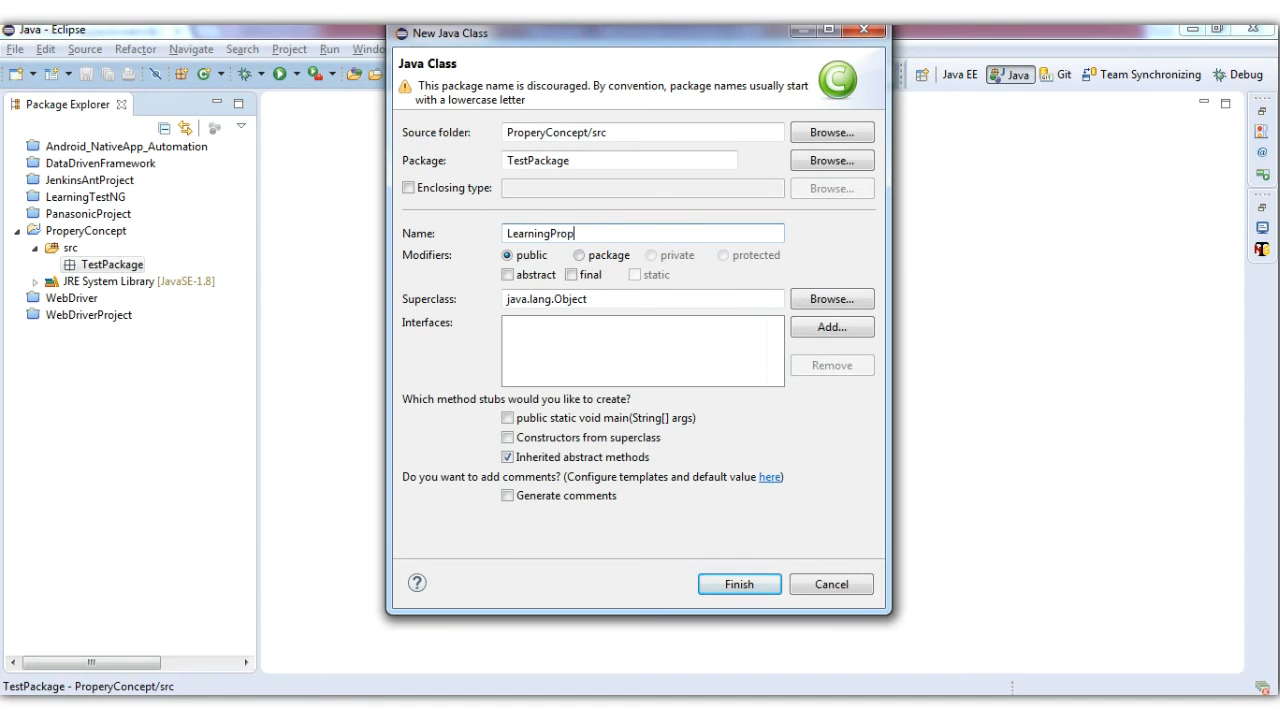 Java - Eclipse
File Edit Source Refactor Navigate Search Project Run Windo
Java EE Java Git Team Synchronizing Debug
Package Explorer
Android_NativeApp_Automation
DataDrivenFramework
JenkinsAntProject
LearningTestNG
PanasonicProject
ProperyConcept
src
TestPackage
JRE System Library [JavaSE-1.8]
WebDriver
WebDriverProject
New Java Class
Java Class
This package name is discouraged. By convention, package names usually start
with a lowercase letter
Source folder: ProperyConcept/src Browse...
Package: TestPackage Browse...
Enclosing type: Browse...
Name: LearningProp
Modifiers: public package private protected
abstract final static
Superclass: java.lang.Object Browse...
Interfaces: Add...
Remove
Which method stubs would you like to create?
public static void main(String[] args)
Constructors from superclass
Inherited abstract methods
Do you want to add comments? (Configure templates and default value here)
Generate comments
Finish Cancel
TestPackage - ProperyConcept/src